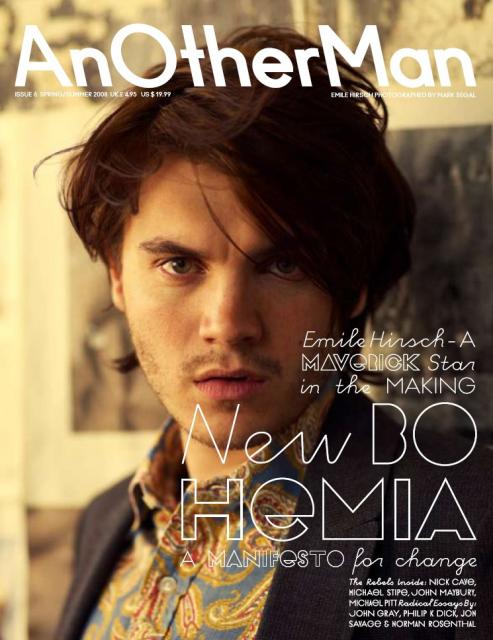 AnOtherMan
ISSUE 6 SPRING/SUMMER 2008 UK £ 4.95 US $ 19.99
EMILE HIRSCH PHOTOGRAPHED BY MARK SEGAL
Emile Hirsch - A
MAVERICK Star
in the MAKING
New BO
HEMIA
A MANIFESTO for change
The Rebels Inside: NICK CAVE,
MICHAEL STIPE, JOHN MAYBURY,
MICHAEL PITT Radical Essays By:
JOHN GRAY, PHILIP K DICK, JON
SAVAGE & NORMAN ROSENTHAL